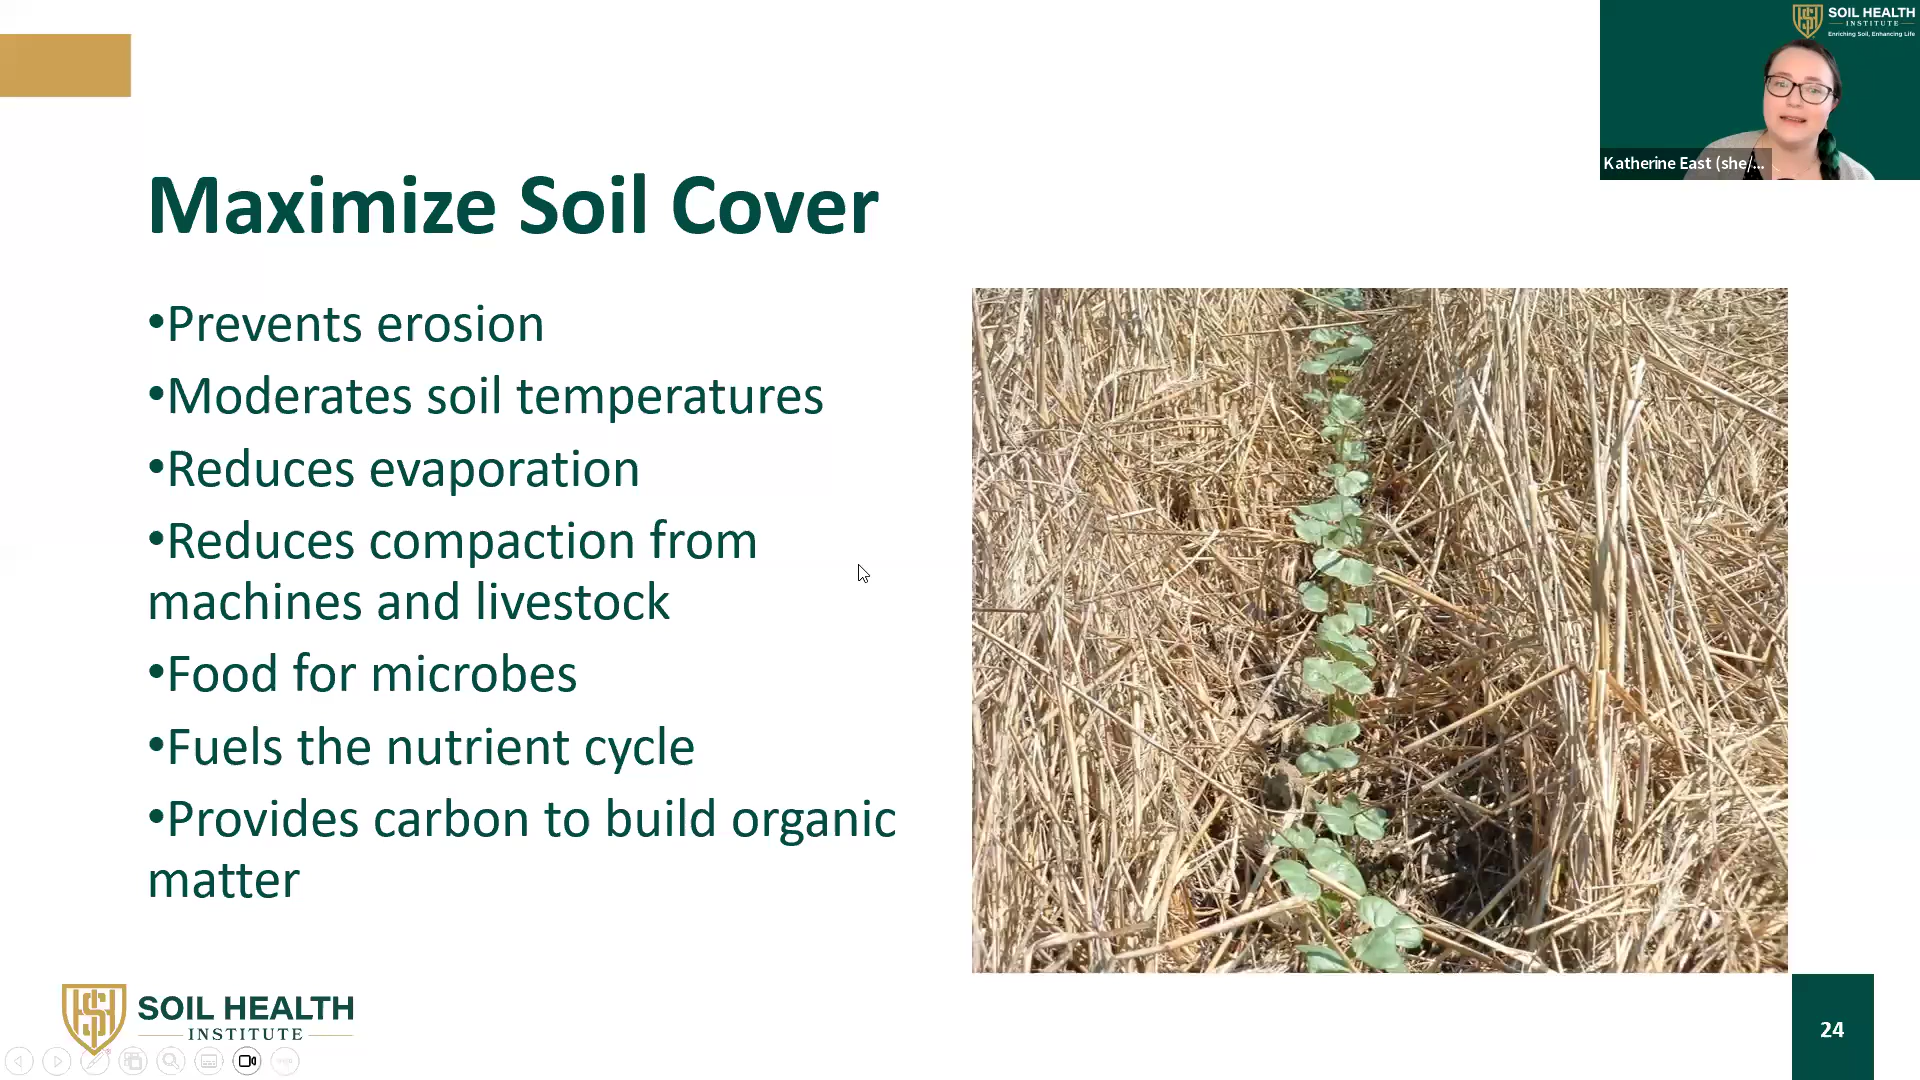 SOIL HEALTH
INSTITUTE
Enriching Soil, Enhancing Life
Katherine East (she/...
Maximize Soil Cover
•Prevents erosion
•Moderates soil temperatures
•Reduces evaporation
•Reduces compaction from
machines and livestock
•Food for microbes
•Fuels the nutrient cycle
•Provides carbon to build organic
matter
SOIL HEALTH
INSTITUTE
24